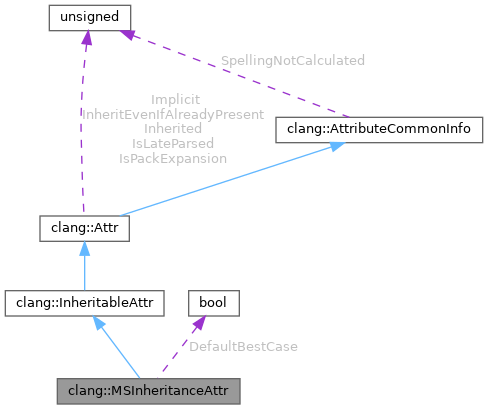 unsigned
SpellingNotCalculated
Implicit
InheritEvenIfAlreadyPresent
Inherited
IsLateParsed
IsPackExpansion
clang::AttributeCommonInfo
clang::Attr
clang::InheritableAttr
bool
DefaultBestCase
clang::MSInheritanceAttr